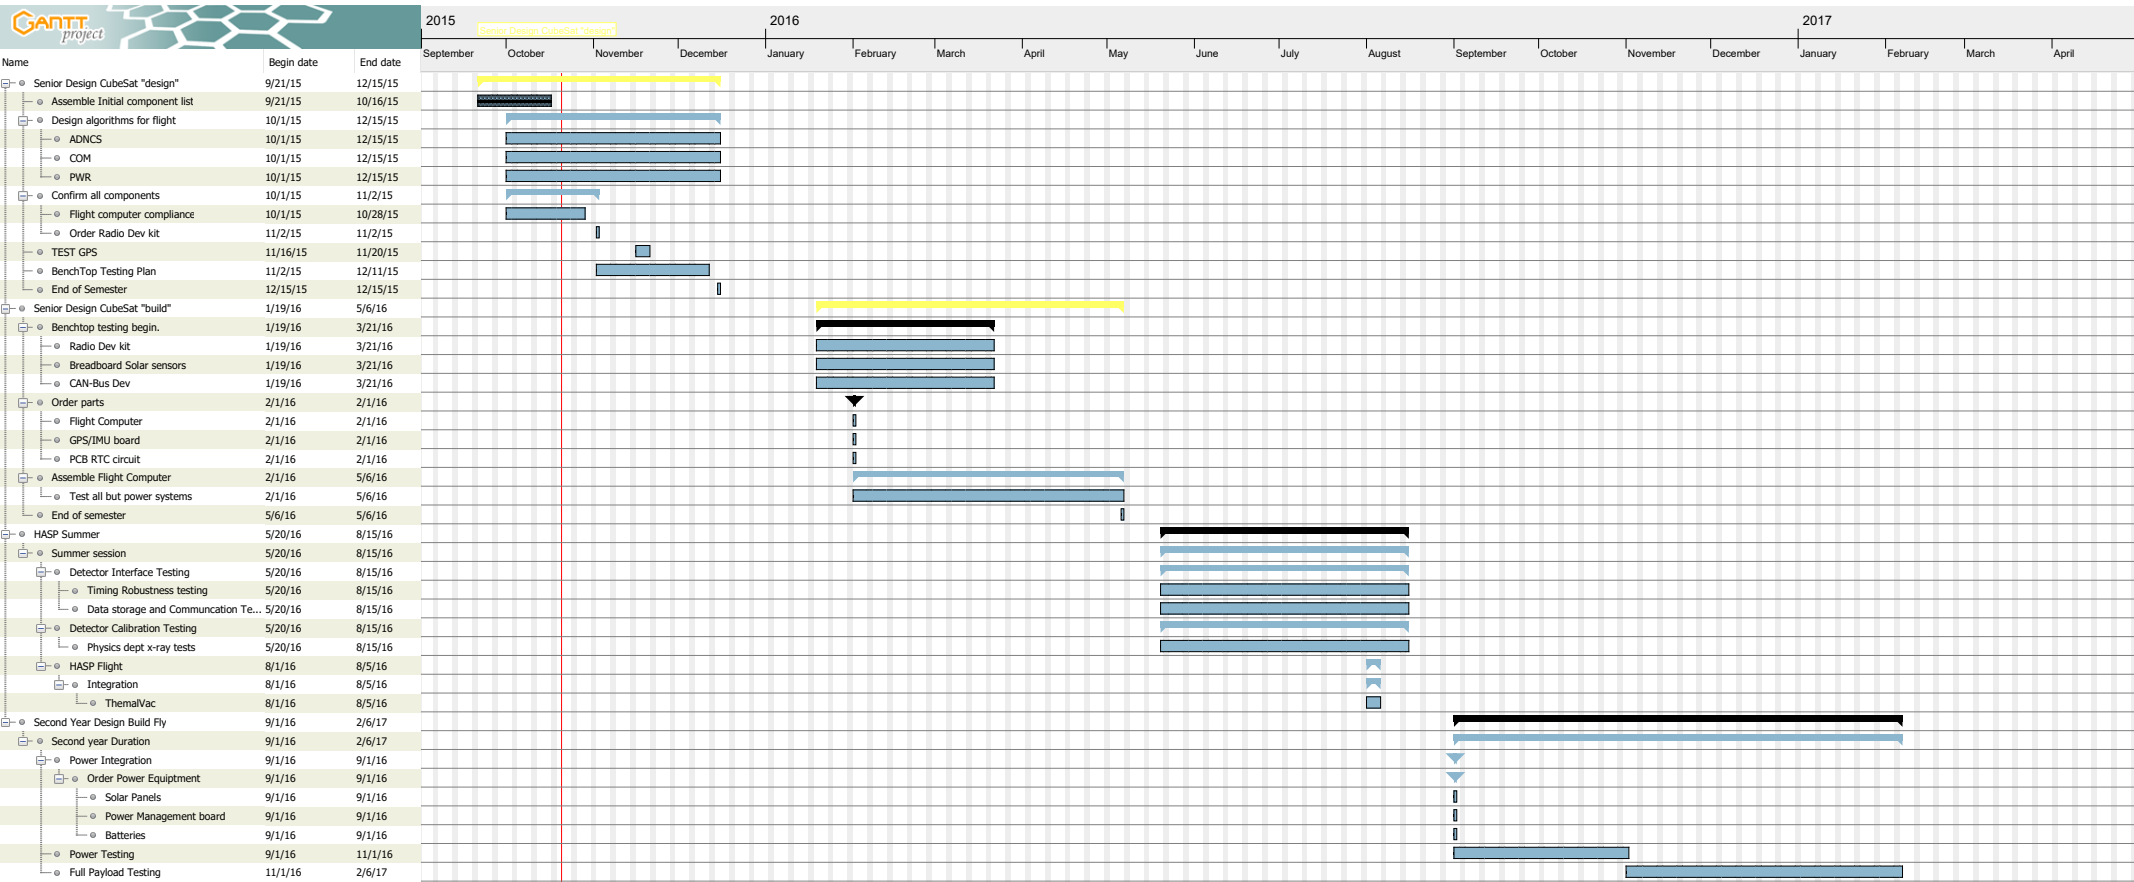 GANTT
project
2015
2016
2017
September October November December January February March April May June July August September October November December January February March April
Name Begin date End date
Senior Design CubeSat "design" 9/21/15 12/15/15
Assemble Initial component list 9/21/15 10/16/15
Design algorithms for flight 10/1/15 12/15/15
ADNCS 10/1/15 12/15/15
COM 10/1/15 12/15/15
PWR 10/1/15 12/15/15
Confirm all components 10/1/15 11/2/15
Flight computer compliance 10/1/15 10/28/15
Order Radio Dev kit 11/2/15 11/2/15
TEST GPS 11/16/15 11/20/15
BenchTop Testing Plan 11/2/15 12/11/15
End of Semester 12/15/15 12/15/15
Senior Design CubeSat "build" 1/19/16 5/6/16
Benchtop testing begin. 1/19/16 3/21/16
Radio Dev kit 1/19/16 3/21/16
Breadboard Solar sensors 1/19/16 3/21/16
CAN-Bus Dev 1/19/16 3/21/16
Order parts 2/1/16 2/1/16
Flight Computer 2/1/16 2/1/16
GPS/IMU board 2/1/16 2/1/16
PCB RTC circuit 2/1/16 2/1/16
Assemble Flight Computer 2/1/16 5/6/16
Test all but power systems 2/1/16 5/6/16
End of semester 5/6/16 5/6/16
HASP Summer 5/20/16 8/15/16
Summer session 5/20/16 8/15/16
Detector Interface Testing 5/20/16 8/15/16
Timing Robustness testing 5/20/16 8/15/16
Data storage and Communcation Te... 5/20/16 8/15/16
Detector Calibration Testing 5/20/16 8/15/16
Physics dept x-ray tests 5/20/16 8/15/16
HASP Flight 8/1/16 8/5/16
Integration 8/1/16 8/5/16
ThemalVac 8/1/16 8/5/16
Second Year Design Build Fly 9/1/16 2/6/17
Second year Duration 9/1/16 2/6/17
Power Integration 9/1/16 9/1/16
Order Power Equiptment 9/1/16 9/1/16
Solar Panels 9/1/16 9/1/16
Power Management board 9/1/16 9/1/16
Batteries 9/1/16 9/1/16
Power Testing 9/1/16 11/1/16
Full Payload Testing 11/1/16 2/6/17